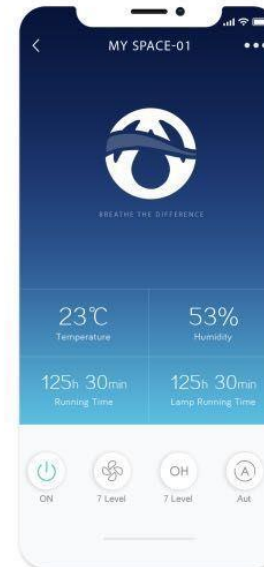 MY SPACE-01
BREATHE THE DIFFERENCE
23℃
53%
Temperature
Humidity
125h 30min
125h 30min
Running Time
Lamp Running Time
OH
A
ON
7 Level
7 Level
Aut